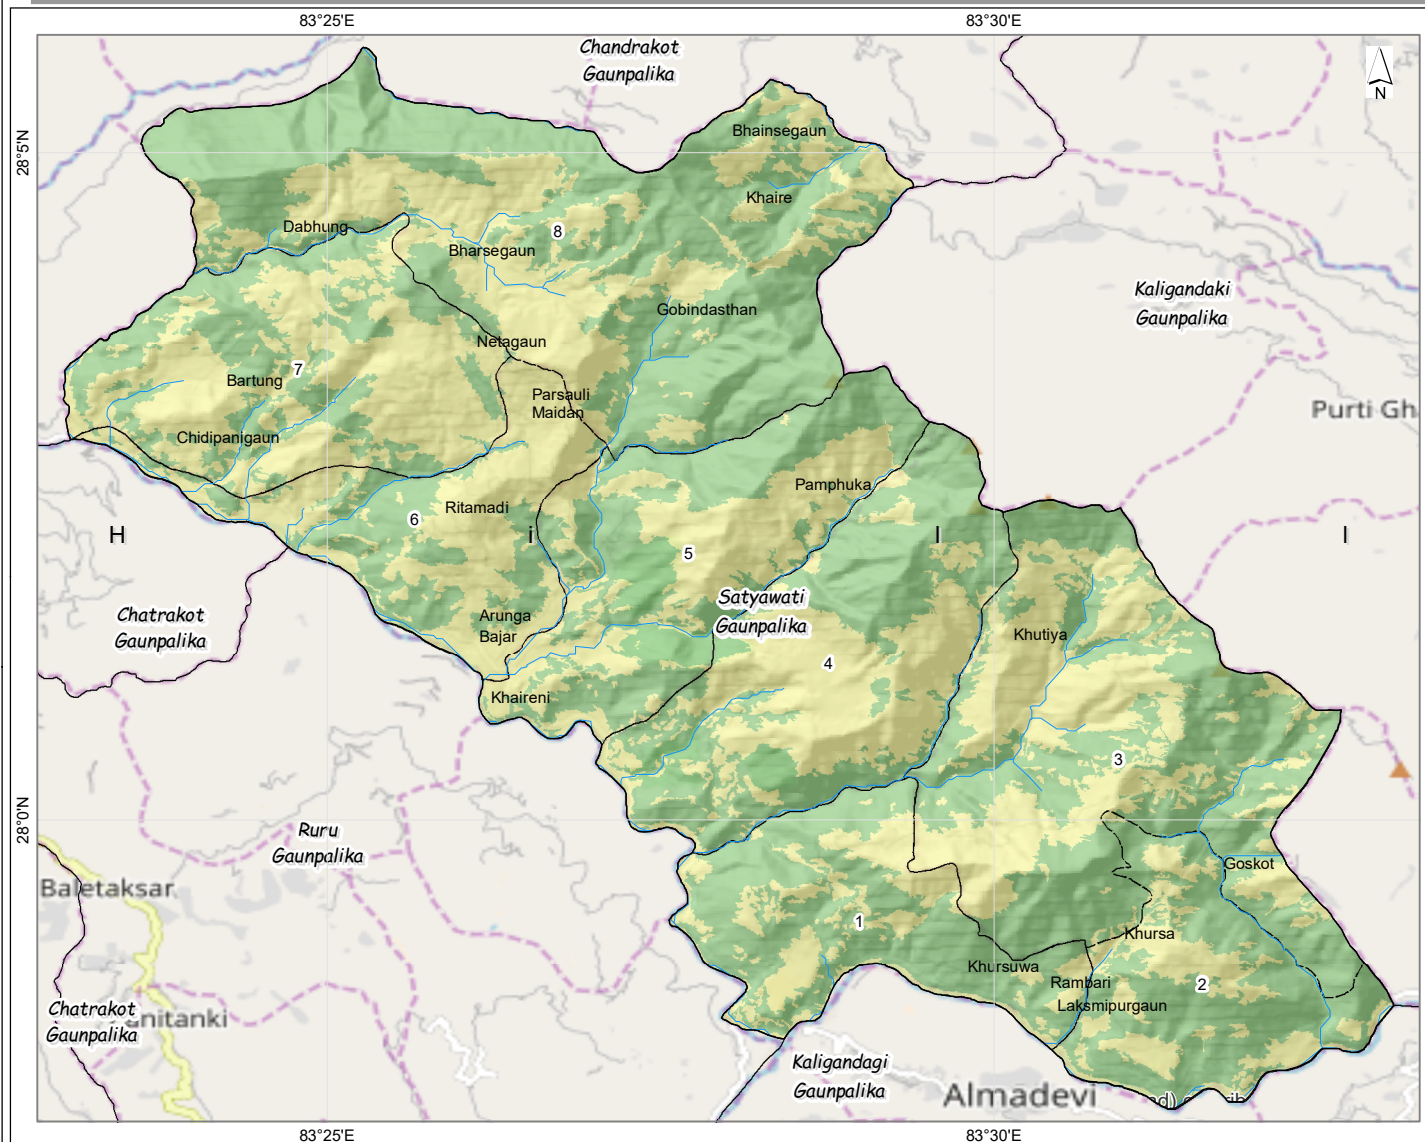 83°25'E
83°30'E
Chandrakot
Gaunpalika
N
28°5'N
Bhainsegaun
Khaire
Dabhung
8
Bharsegaun
Kaligandaki
Gaunpalika
Gobindasthan
Netagaun
7
Bartung
Parsauli
Maidan
Purti Gh
Chidipanigaun
Pamphuka
Ritamadi
6
H
i
l
l
5
Satyawati
Gaunpalika
Chatrakot
Gaunpalika
Arunga
Bajar
Khutiya
4
Khaireni
3
28°0'N
Ruru
Gaunpalika
Goskot
Baletaksar
1
Khursa
Khursuwa
Rambari
2
Laksmipurgaun
Chatrakot
Gaunpalika
anitanki
Kaligandagi
Gaunpalika
Almadevi
83°25'E
83°30'E